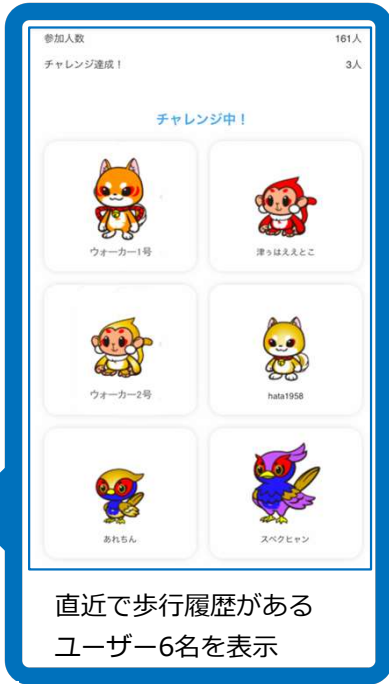 参加人数 161人
チャレンジ達成！ 3人
チャレンジ中！
ウォーカー1号 津ぅはええとこ
ウォーカー2号 hata1958
あれちん スペクヒャン
直近で歩行履歴がある
ユーザー6名を表示